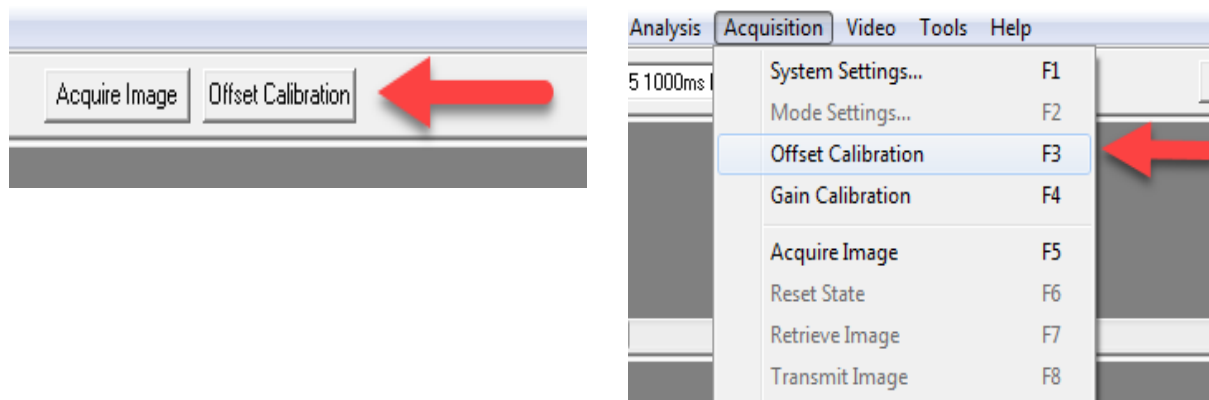 Acquire Image Offset Calibration
Analysis Acquisition Video Tools Help
5 1000ms
System Settings... F1
Mode Settings... F2
Offset Calibration F3
Gain Calibration F4
Acquire Image F5
Reset State F6
Retrieve Image F7
Transmit Image F8